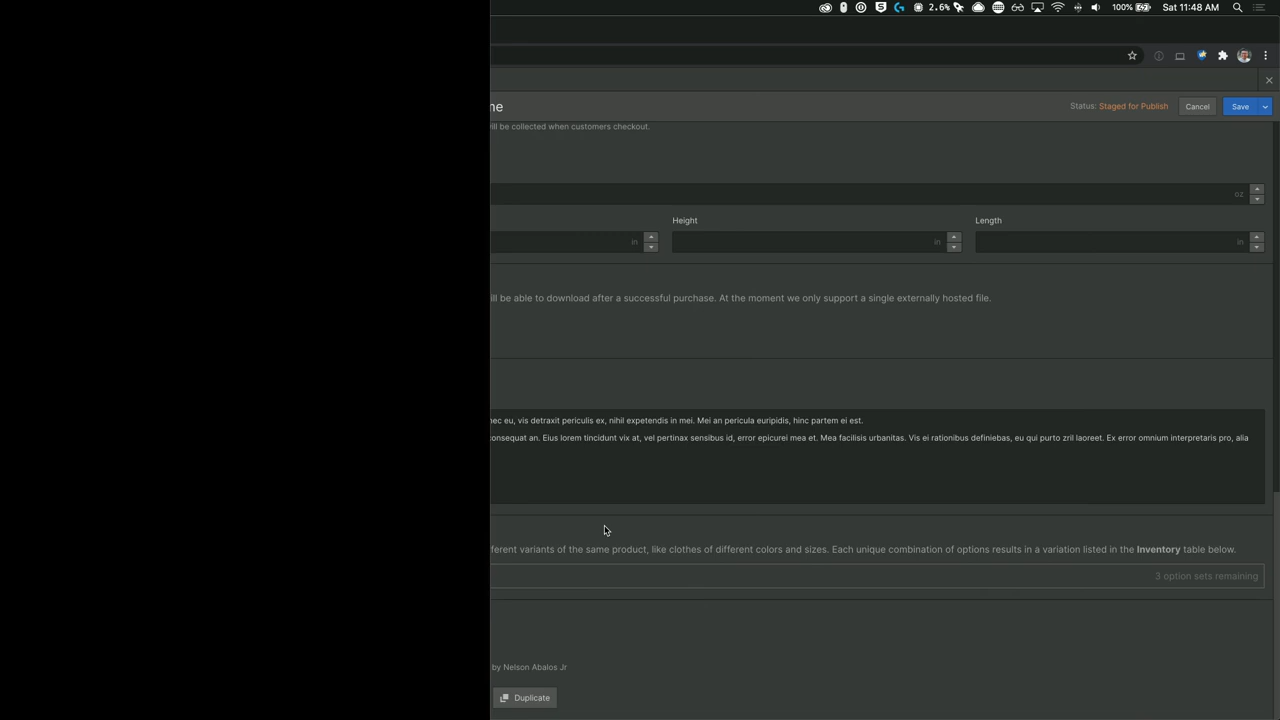 2.6%
100%
Sat 11:48 AM
me
Status: Staged for Publish
Cancel
Save
will be collected when customers checkout.
oz
Height
Length
in
in
in
ill be able to download after a successful purchase. At the moment we only support a single externally hosted file.
nec eu, vis detraxit periculis ex, nihil expetendis in mei. Mei an pericula euripidis, hinc partem ei est.
consequat an. Eius lorem tincidunt vix at, vel pertinax sensibus id, error epicurei mea et. Mea facilisis urbanitas. Vis ei rationibus definiebas, eu qui purto zril laoreet. Ex error omnium interpretaris pro, alia
ferent variants of the same product, like clothes of different colors and sizes. Each unique combination of options results in a variation listed in the Inventory table below.
3 option sets remaining
by Nelson Abalos Jr
Duplicate